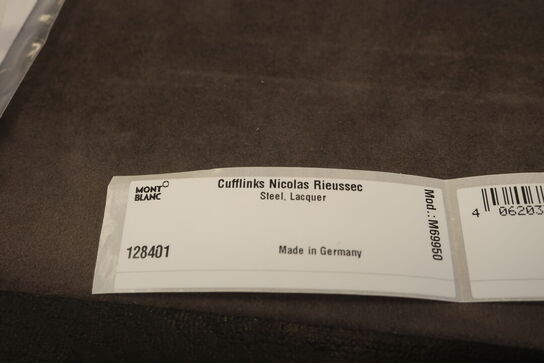 MONT
BLANC
Cufflinks Nicolas Rieussec
Steel, Lacquer
Mod.: M69950
128401
Made in Germany
4 06203